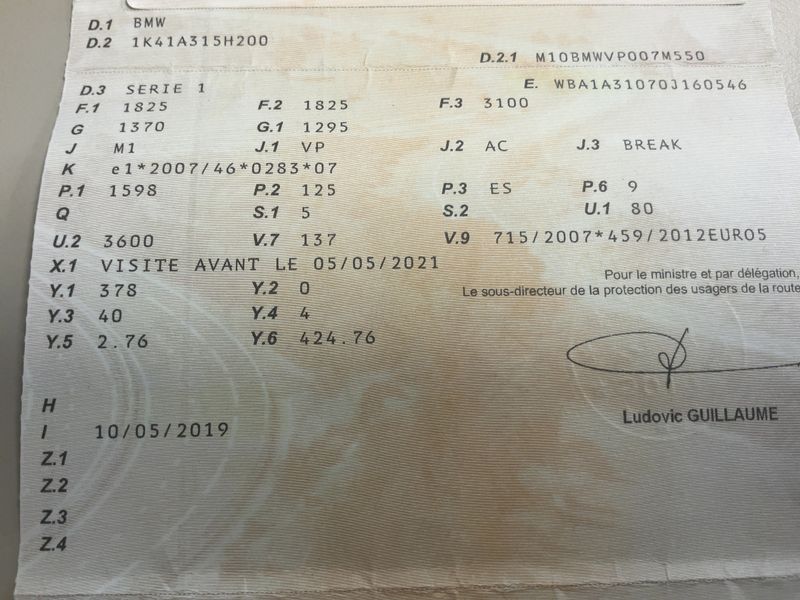 D.1 BMW
D.2 1K41A315H200
D.2.1 M10BMWVP007M550
D.3 SERIE 1 E. WBA1A31070J160546
F.1 1825 F.2 1825 F.3 3100
G 1370 G.1 1295
J M1 J.1 VP J.2 AC J.3 BREAK
K e1*2007/46*0283*07
P.1 1598 P.2 125 P.3 ES P.6 9
Q S.1 5 S.2 U.1 80
U.2 3600 V.7 137 V.9 715/2007*459/2012EURO5
X.1 VISITE AVANT LE 05/05/2021
Pour le ministre et par délégation,
Y.1 378 Y.2 0 Le sous-directeur de la protection des usagers de la route
Y.3 40 Y.4 4
Y.5 2.76 Y.6 424.76
H
Ludovic GUILLAUME
I 10/05/2019
Z.1
Z.2
Z.3
Z.4